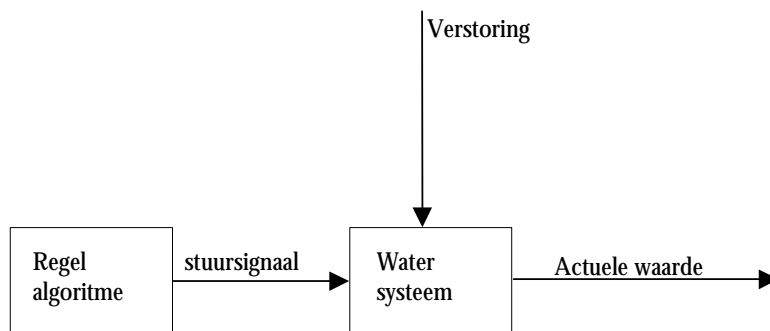 Verstoring
Regel
algoritme
stuursignaal
Water
systeem
Actuele waarde